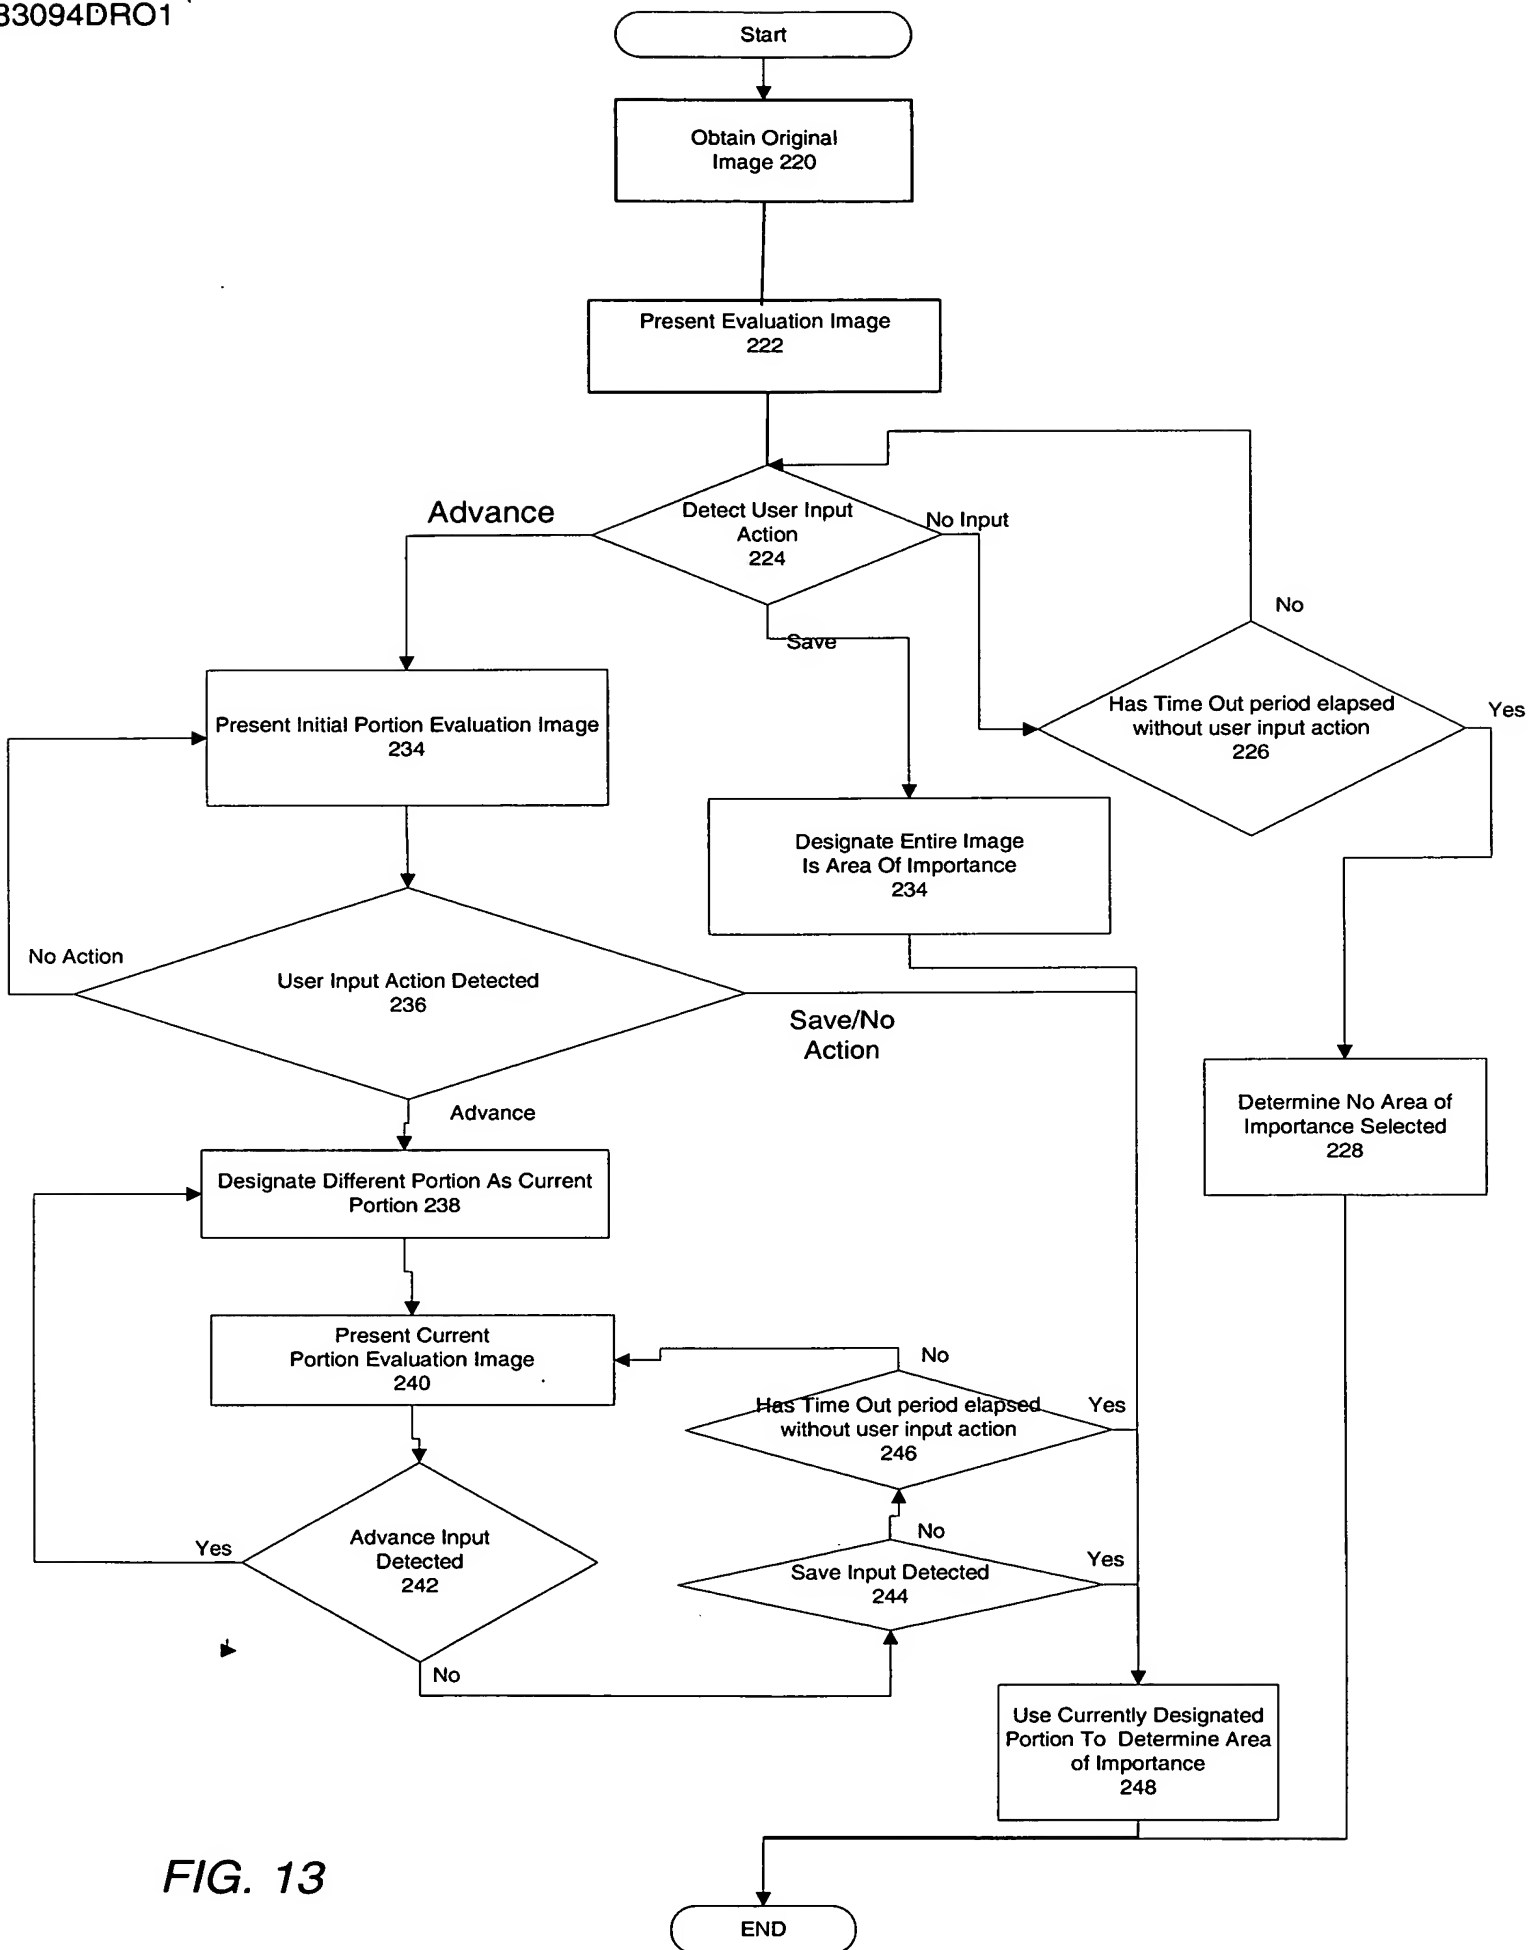 83094DRO1
Start
Obtain Original
Image 220
Present Evaluation Image
222
Detect User Input
Action
224
Advance
No Input
Save
No
Has Time Out period elapsed
without user input action
226
Yes
Present Initial Portion Evaluation Image
234
Designate Entire Image
Is Area Of Importance
234
No Action
User Input Action Detected
236
Save/No
Action
Advance
Determine No Area of
Importance Selected
228
Designate Different Portion As Current
Portion 238
Present Current
Portion Evaluation Image
240
No
Has Time Out period elapsed
without user input action
246
Yes
Advance Input
Detected
242
Yes
No
No
Save Input Detected
244
Yes
Use Currently Designated
Portion To Determine Area
of Importance
248
FIG. 13
END